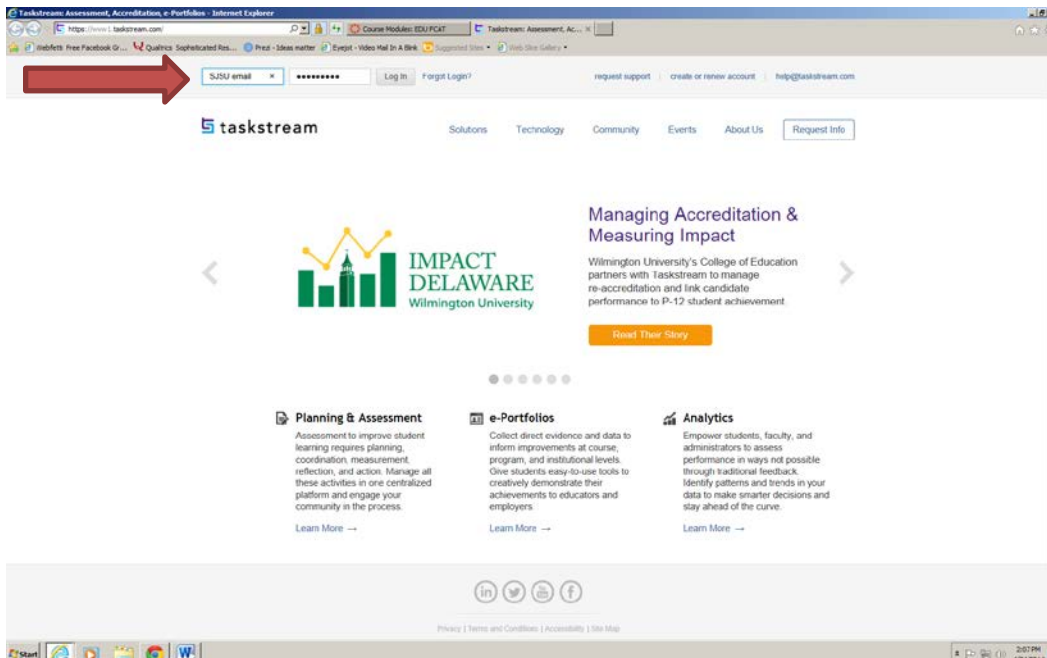 Taskstream: Assessment, Accreditation, e-Portfolios - Internet Explorer
https://www1.taskstream.com/
Course Modules: EDU/FCAT
Taskstream: Assessment, Ac...
Webfetti Free Facebook Gr...
Qualtrics Sophisticated Res...
Prezi - Ideas matter
Eyejot - Video Mail In A Blink
Suggested Sites
Web Slice Gallery
SJSU email
Log In
Forgot Login?
request support
create or renew account
help@taskstream.com
taskstream
Solutions
Technology
Community
Events
About Us
Request Info
IMPACT
DELAWARE
Wilmington University
Managing Accreditation &
Measuring Impact
Wilmington University's College of Education
partners with Taskstream to manage
re-accreditation and link candidate
performance to P-12 student achievement.
Read Their Story
Planning & Assessment
Assessment to improve student
learning requires planning,
coordination, measurement,
reflection, and action. Manage all
these activities in one centralized
platform and engage your
community in the process.
Learn More →
e-Portfolios
Collect direct evidence and data to
inform improvements at course,
program, and institutional levels.
Give students easy-to-use tools to
creatively demonstrate their
achievements to educators and
employers
Learn More →
Analytics
Empower students, faculty, and
administrators to assess
performance in ways not possible
through traditional feedback.
Identify patterns and trends in your
data to make smarter decisions and
stay ahead of the curve.
Learn More →
Privacy | Terms and Conditions | Accessibility | Site Map
Start
2:07 PM